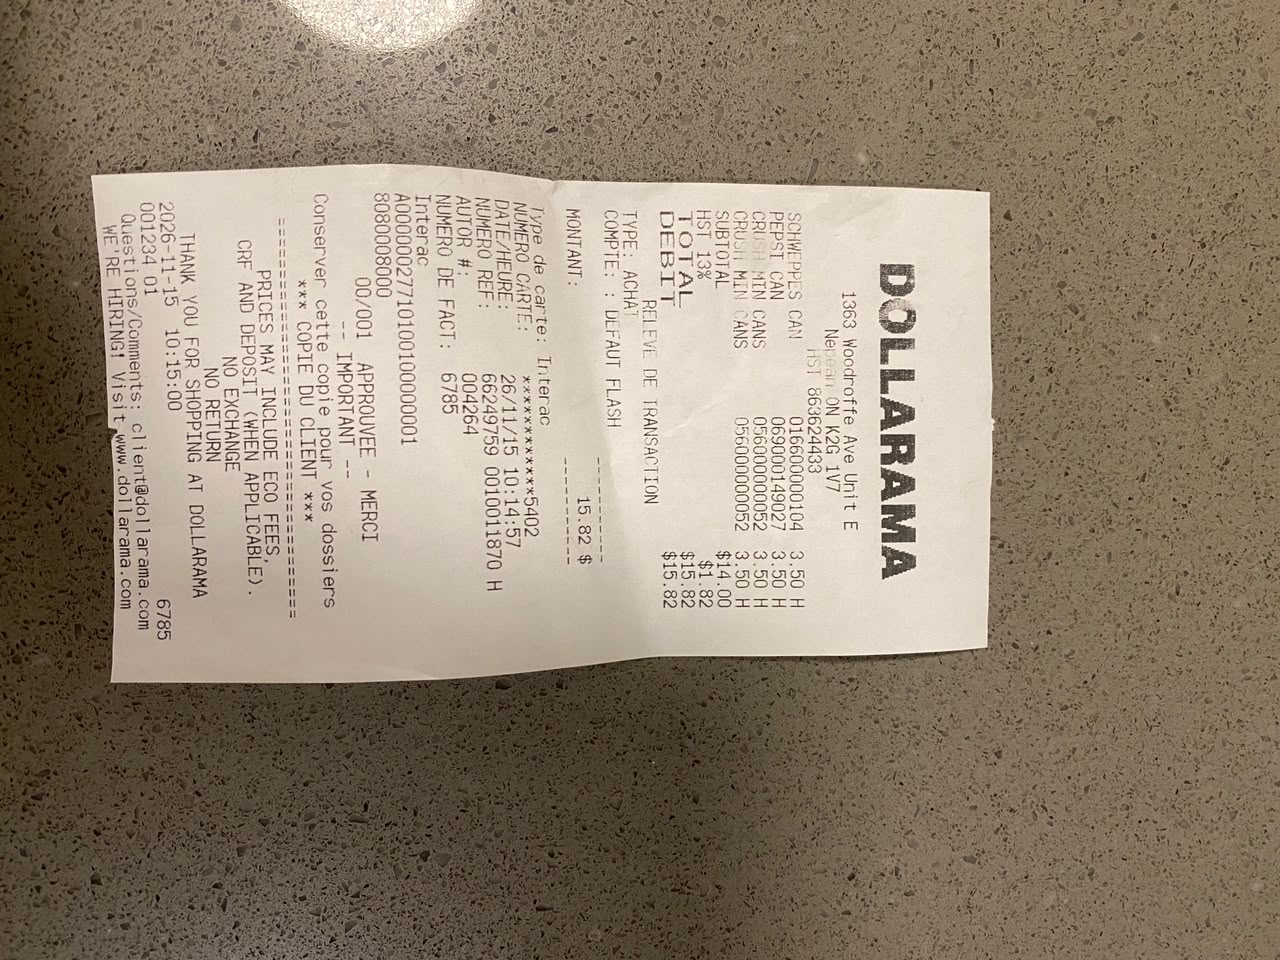 DOLLARAMA
1363 Woodroffe Ave Unit E
Nepean ON K2G 1V7
HST 863624433
SCHWEPPES CAN 016600000104 3.50 H
PEPSI CAN 069000149027 3.50 H
CRUSH MIN CANS 056000000052 3.50 H
CRUSH MIN CANS 056000000052 3.50 H
SUBTOTAL $14.00
HST 13% $1.82
TOTAL $15.82
DEBIT $15.82
RELEVE DE TRANSACTION
TYPE: ACHAT
COMPTE: : DEFAUT FLASH
----------
MONTANT: 15.82 $
----------
Type de carte: Interac
NUMERO CARTE: ************5402
DATE/HEURE: 26/11/15 10:14:57
NUMERO REF: 66249759 0010011870 H
AUTOR #: 004264
NUMERO DE FACT: 6785
Interac
A0000002771010010000000001
8080008000
00/001 APPROUVEE - MERCI
-- IMPORTANT --
Conserver cette copie pour vos dossiers
*** COPIE DU CLIENT ***
========================================
PRICES MAY INCLUDE ECO FEES,
CRF AND DEPOSIT (WHEN APPLICABLE).
NO EXCHANGE
NO RETURN
THANK YOU FOR SHOPPING AT DOLLARAMA
2026-11-15 10:15:00
001234 01 6785
Questions/Comments: client@dollarama.com
WE'RE HIRING! Visit www.dollarama.com